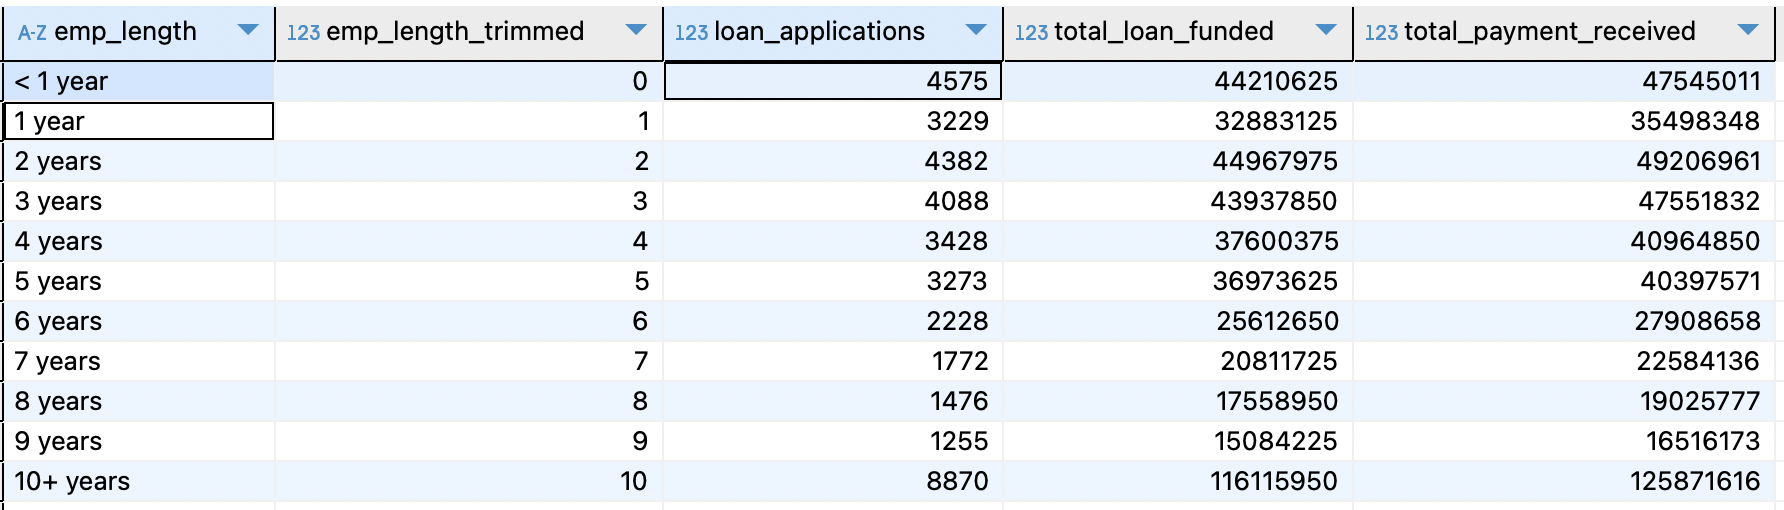 A-Z emp_length 123 emp_length_trimmed 123 loan_applications 123 total_loan_funded 123 total_payment_received
< 1 year 0 4575 44210625 47545011
1 year 1 3229 32883125 35498348
2 years 2 4382 44967975 49206961
3 years 3 4088 43937850 47551832
4 years 4 3428 37600375 40964850
5 years 5 3273 36973625 40397571
6 years 6 2228 25612650 27908658
7 years 7 1772 20811725 22584136
8 years 8 1476 17558950 19025777
9 years 9 1255 15084225 16516173
10+ years 10 8870 116115950 125871616